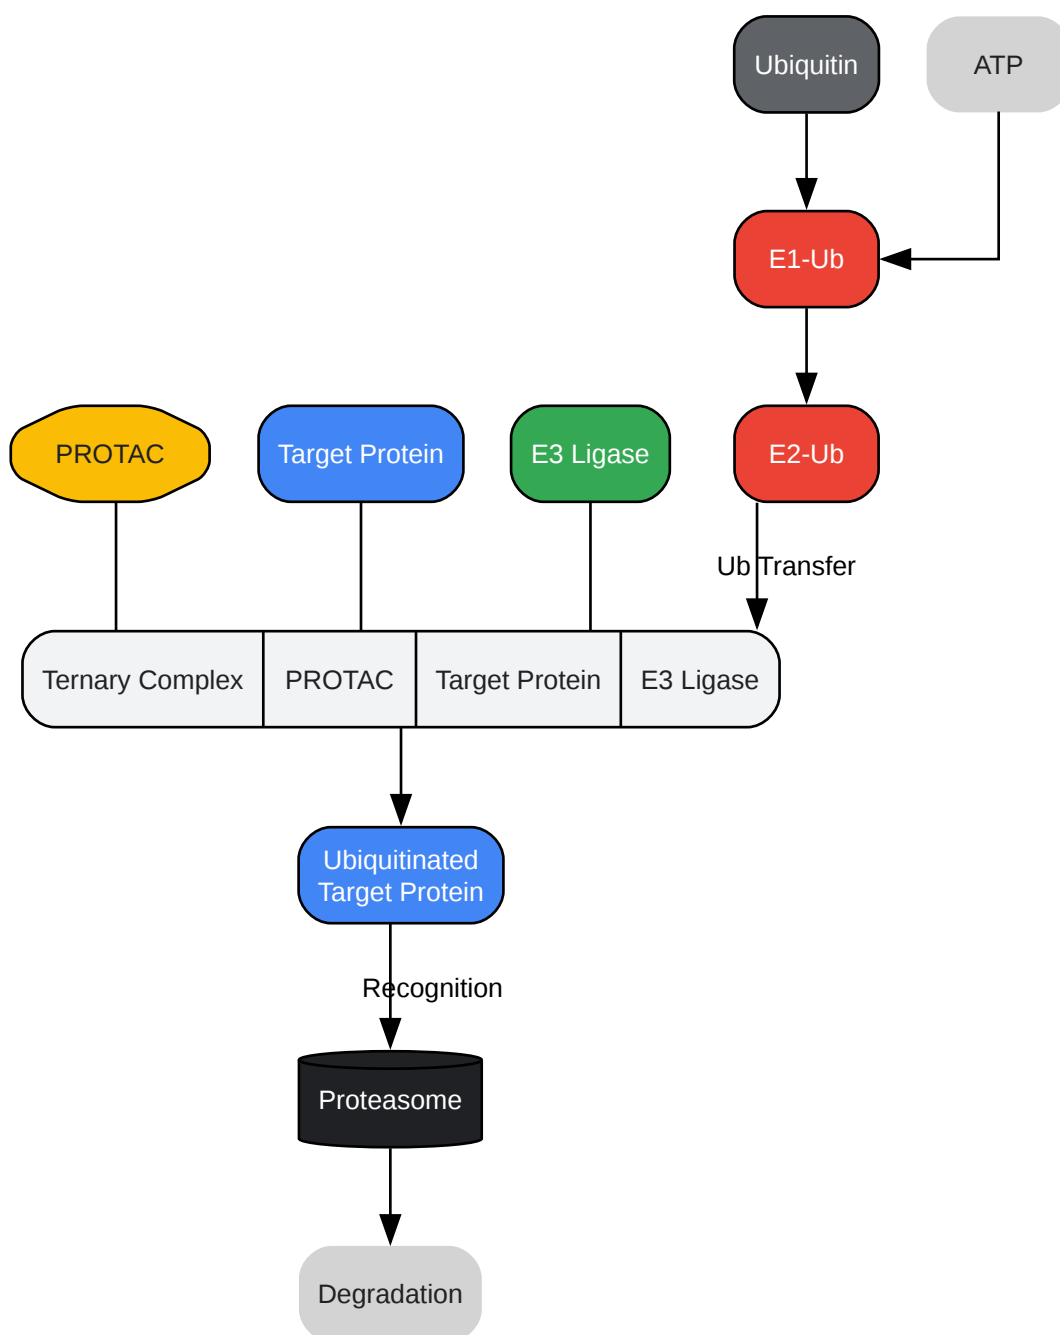 Ubiquitin
ATP
E1-Ub
PROTAC
Target Protein
E3 Ligase
E2-Ub
Ub Transfer
Ternary Complex
PROTAC
Target Protein
E3 Ligase
Ubiquitinated
Target Protein
Recognition
Proteasome
Degradation